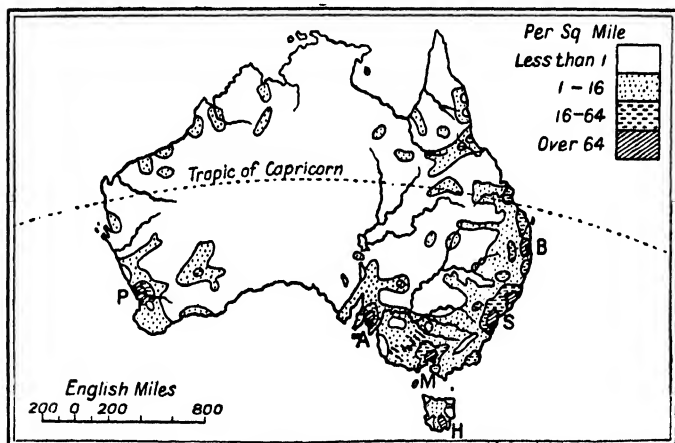 Per Sq Mile
Less than 1
1-16
16-64
Over 64
Tropic of Capricorn
B
P
S
A
M
H
English Miles
200 0 200 800